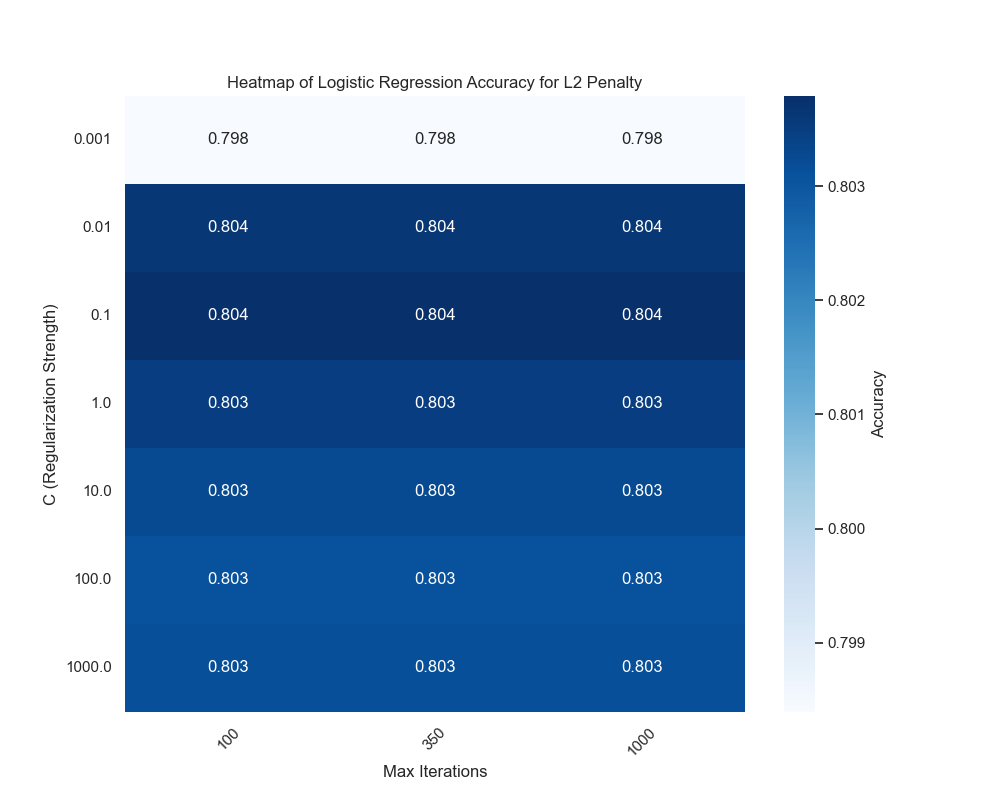 Heatmap of Logistic Regression Accuracy for L2 Penalty
C (Regularization Strength)
0.001 0.798 0.798 0.798
0.01 0.804 0.804 0.804
0.1 0.804 0.804 0.804
1.0 0.803 0.803 0.803
10.0 0.803 0.803 0.803
100.0 0.803 0.803 0.803
1000.0 0.803 0.803 0.803
100 350 1000
Max Iterations
0.803
0.802
0.801
0.800
0.799
Accuracy